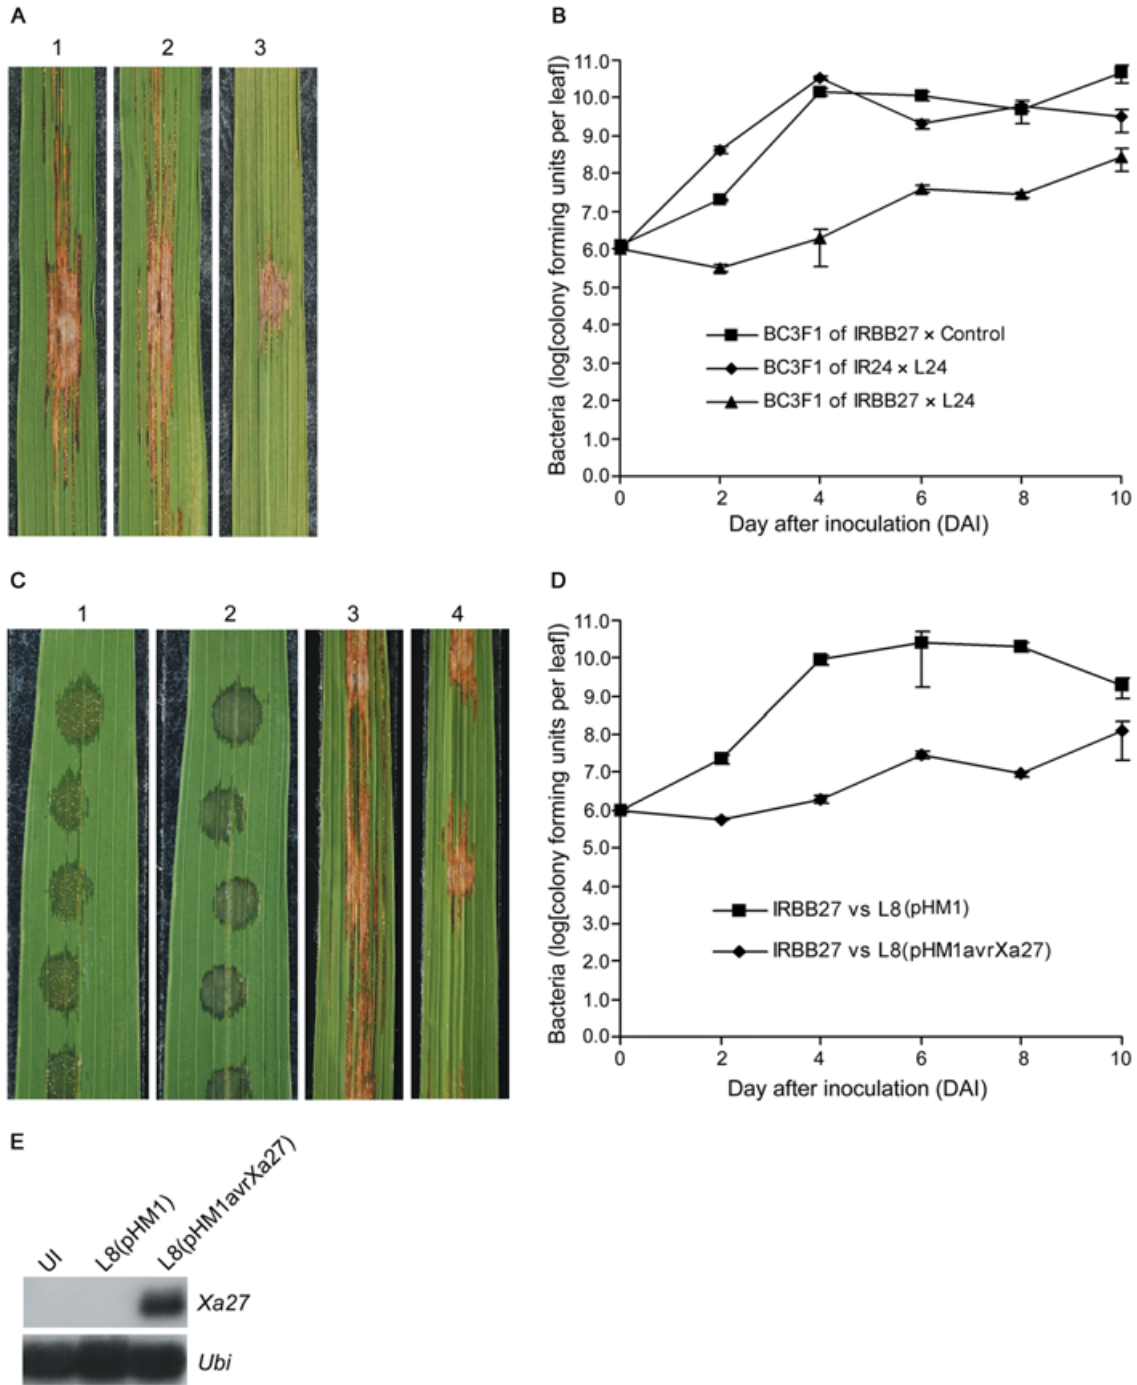 A
1 2 3
B
Bacteria (log[colony forming units per leaf])
11.0
10.0
9.0
8.0
7.0
6.0
5.0
4.0
3.0
2.0
1.0
0.0
BC3F1 of IRBB27 × Control
BC3F1 of IR24 × L24
BC3F1 of IRBB27 × L24
0 2 4 6 8 10
Day after inoculation (DAI)
C
1 2 3 4
D
Bacteria (log[colony forming units per leaf])
11.0
10.0
9.0
8.0
7.0
6.0
5.0
4.0
3.0
2.0
1.0
0.0
IRBB27 vs L8(pHM1)
IRBB27 vs L8(pHM1avrXa27)
0 2 4 6 8 10
Day after inoculation (DAI)
E
UI
L8(pHM1)
L8(pHM1avrXa27)
Xa27
Ubi